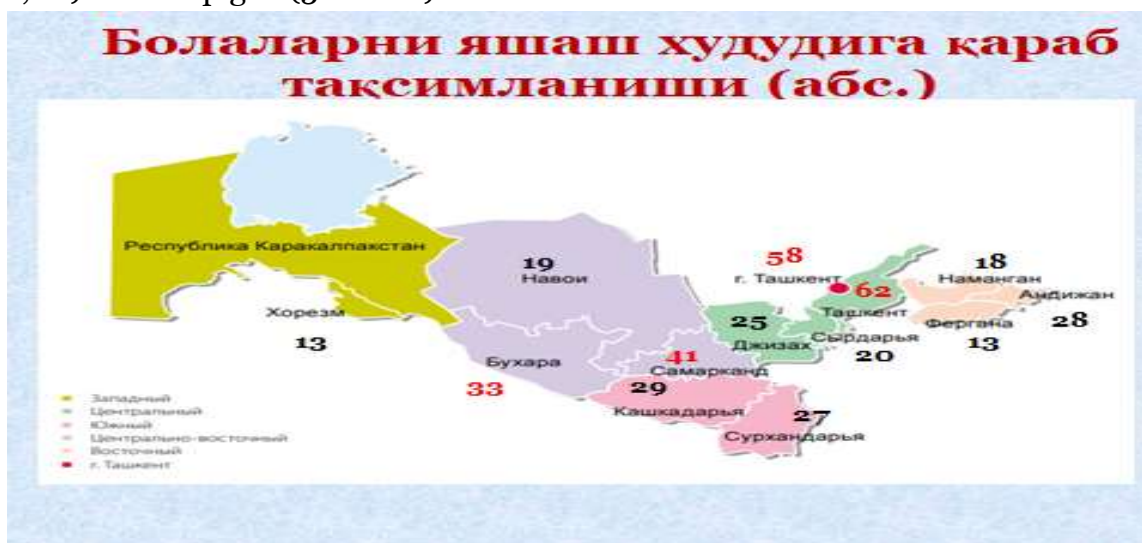 Болаларни яшаш худудига қараб
тақсимланиши (абс.)
Республика Каракалпакстан
Хорезм
13
19
Навои
Бухара
33
41
Самарканд
29
Кашкадарья
27
Сурхандарья
25
Джизах
58
г. Ташкент
62
Ташкент
Сырдарья
20
18
Наманган
Андижан
28
Фергана
13
Западный
Центральный
Южный
Центрально-восточный
Восточный
г. Ташкент